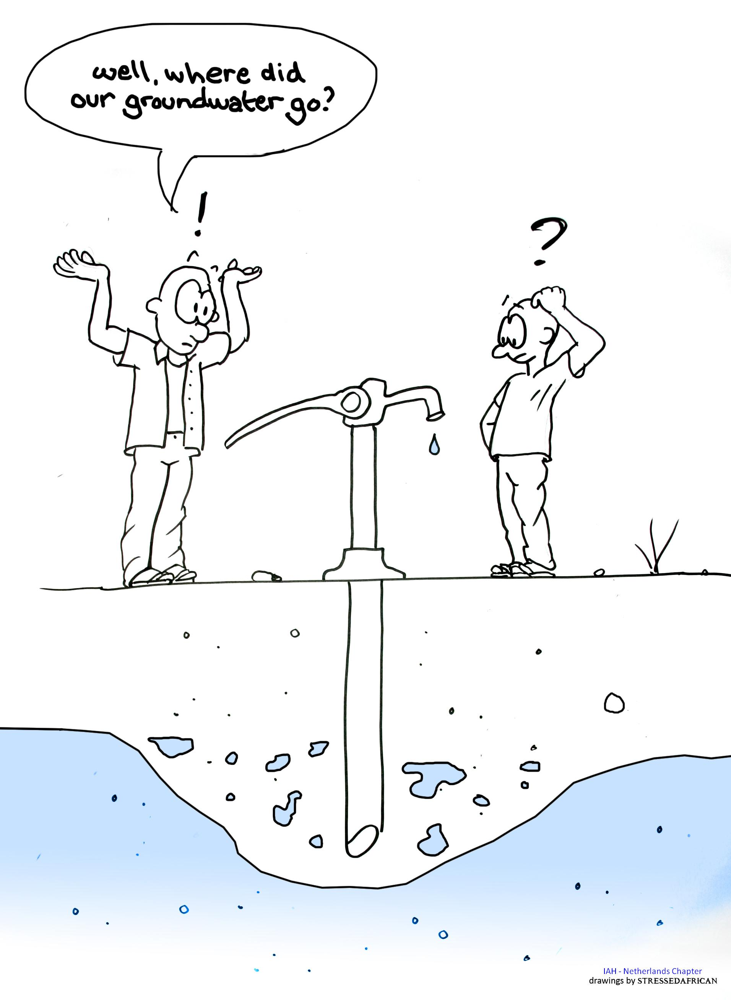 well, where did
our groundwater go?
!
?
IAH - Netherlands Chapter
drawings by STRESSEDAFRICAN